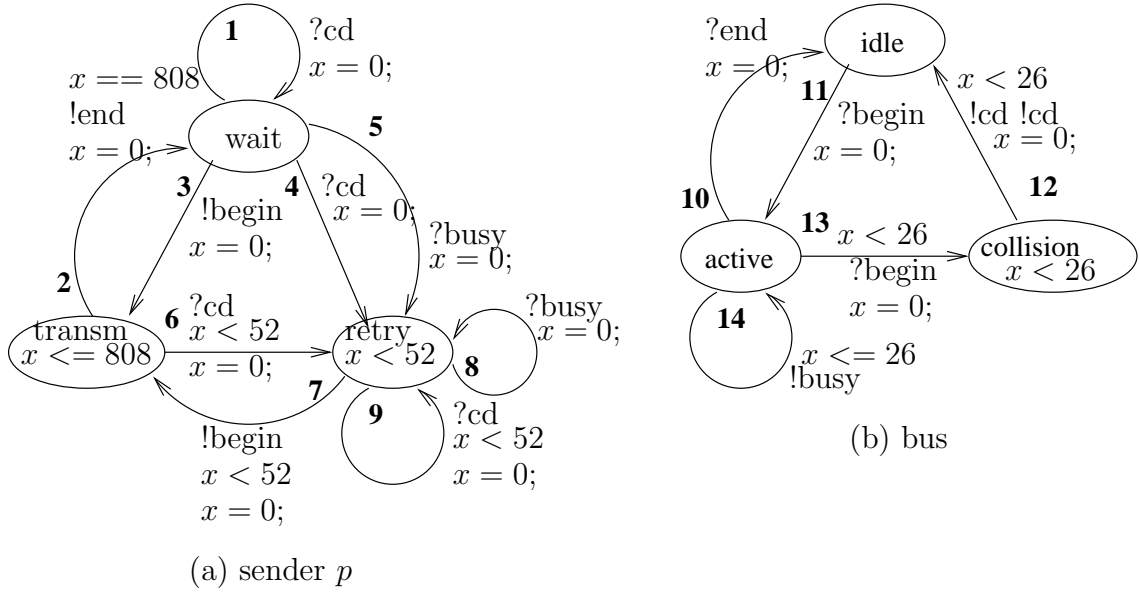 1
?cd
x = 0;
x == 808
!end
x = 0;
wait
5
3
4
?cd
x = 0;
!begin
x = 0;
?busy
x = 0;
2
6
?cd
x < 52
x = 0;
transm
x <= 808
retry
x < 52
?busy
x = 0;
8
7
9
!begin
x < 52
x = 0;
?cd
x < 52
x = 0;
(a) sender p
?end
x = 0;
idle
11
x < 26
!cd !cd
x = 0;
?begin
x = 0;
10
12
13
x < 26
?begin
x = 0;
active
collision
x < 26
14
x <= 26
!busy
(b) bus